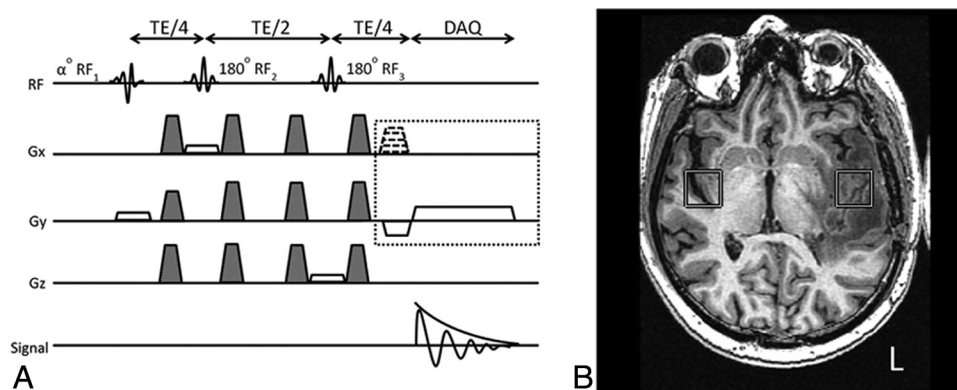 TE/4 TE/2 TE/4 DAQ
RF α° RF₁ 180° RF₂ 180° RF₃
Gx
Gy
Gz
Signal
A
B
L